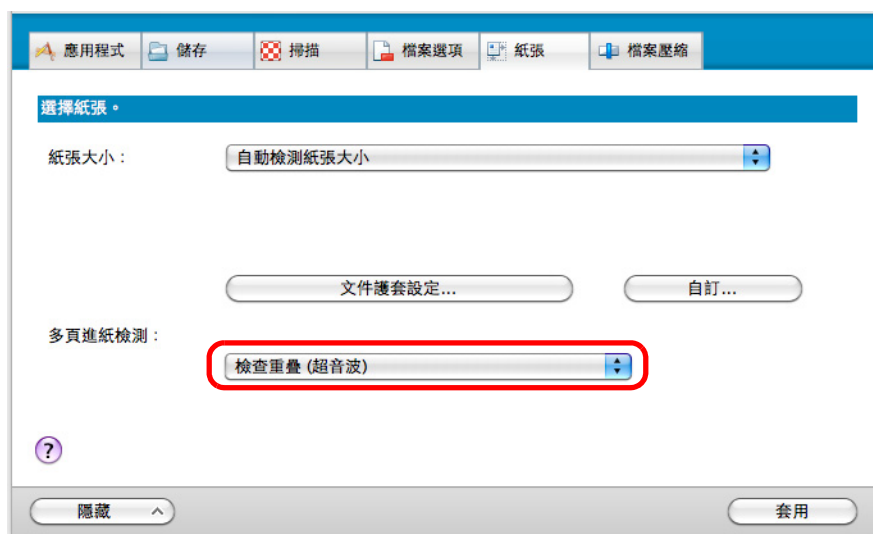 應用程式 儲存 掃描 檔案選項 紙張 檔案壓縮
選擇紙張。
紙張大小： 自動檢測紙張大小
文件護套設定... 自訂...
多頁進紙檢測：
檢查重疊 (超音波)
?
隱藏 套用